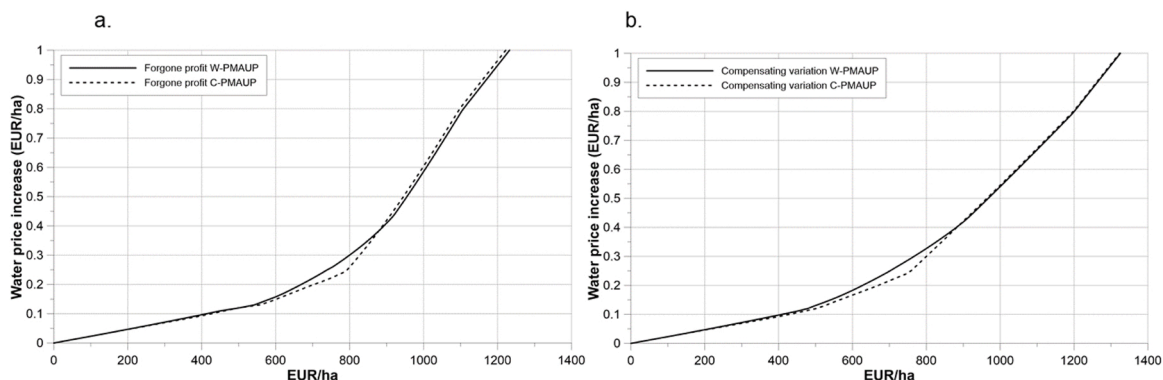 a.
Forgone profit W-PMAUP
Forgone profit C-PMAUP
Water price increase (EUR/ha)
1
0.9
0.8
0.7
0.6
0.5
0.4
0.3
0.2
0.1
0
0 200 400 600 800 1000 1200 1400
EUR/ha
b.
Compensating variation W-PMAUP
Compensating variation C-PMAUP
Water price increase (EUR/ha)
1
0.9
0.8
0.7
0.6
0.5
0.4
0.3
0.2
0.1
0
0 200 400 600 800 1000 1200 1400
EUR/ha